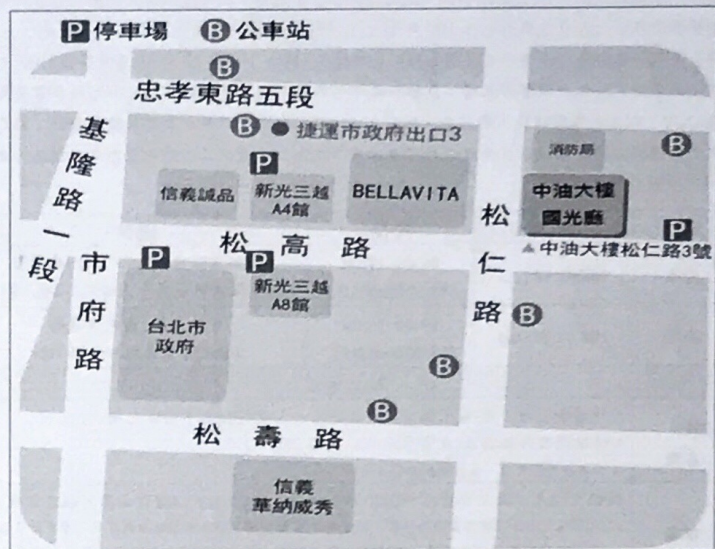 P 停車場 B 公車站
B
忠孝東路五段
B ● 捷運市政府出口3
基隆路一段
P
B
消防局
信義誠品
新光三越
A4館
BELLAVITA
中油大樓
國光廳
P
松高路
松仁路
中油大樓松仁路3號
P
P
市府路
新光三越
A8館
台北市
政府
B
B
B
松壽路
信義
華納威秀